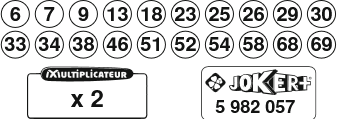 6 7 9 13 18 23 25 26 29 30
33 34 38 46 51 52 54 58 68 69
MULTIPLICATEUR
x 2
JOKER+
5 982 057